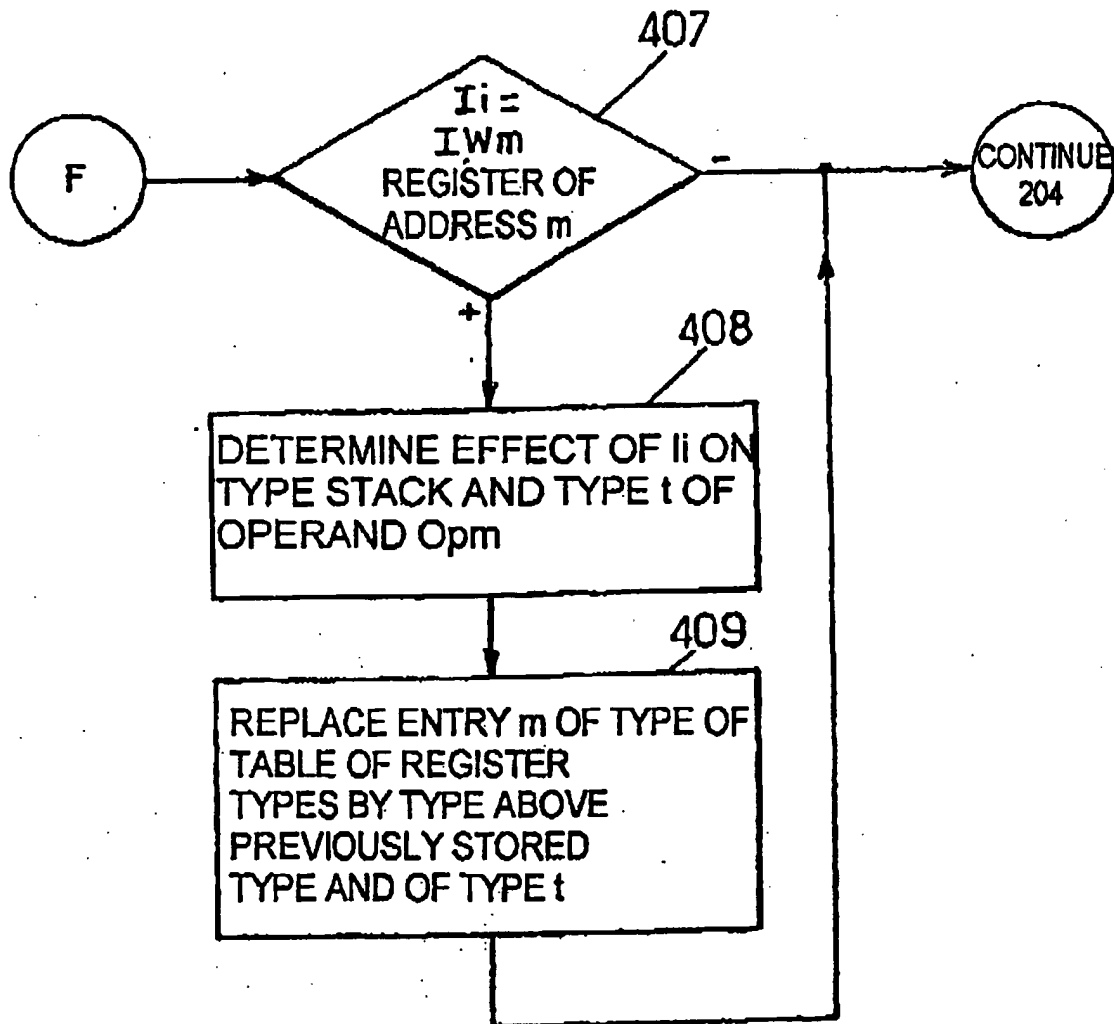 407
Ii =
IWm
REGISTER OF
ADDRESS m
F
-
CONTINUE
204
+
408
DETERMINE EFFECT OF Ii ON
TYPE STACK AND TYPE t OF
OPERAND Opm
409
REPLACE ENTRY m OF TYPE OF
TABLE OF REGISTER
TYPES BY TYPE ABOVE
PREVIOUSLY STORED
TYPE AND OF TYPE t